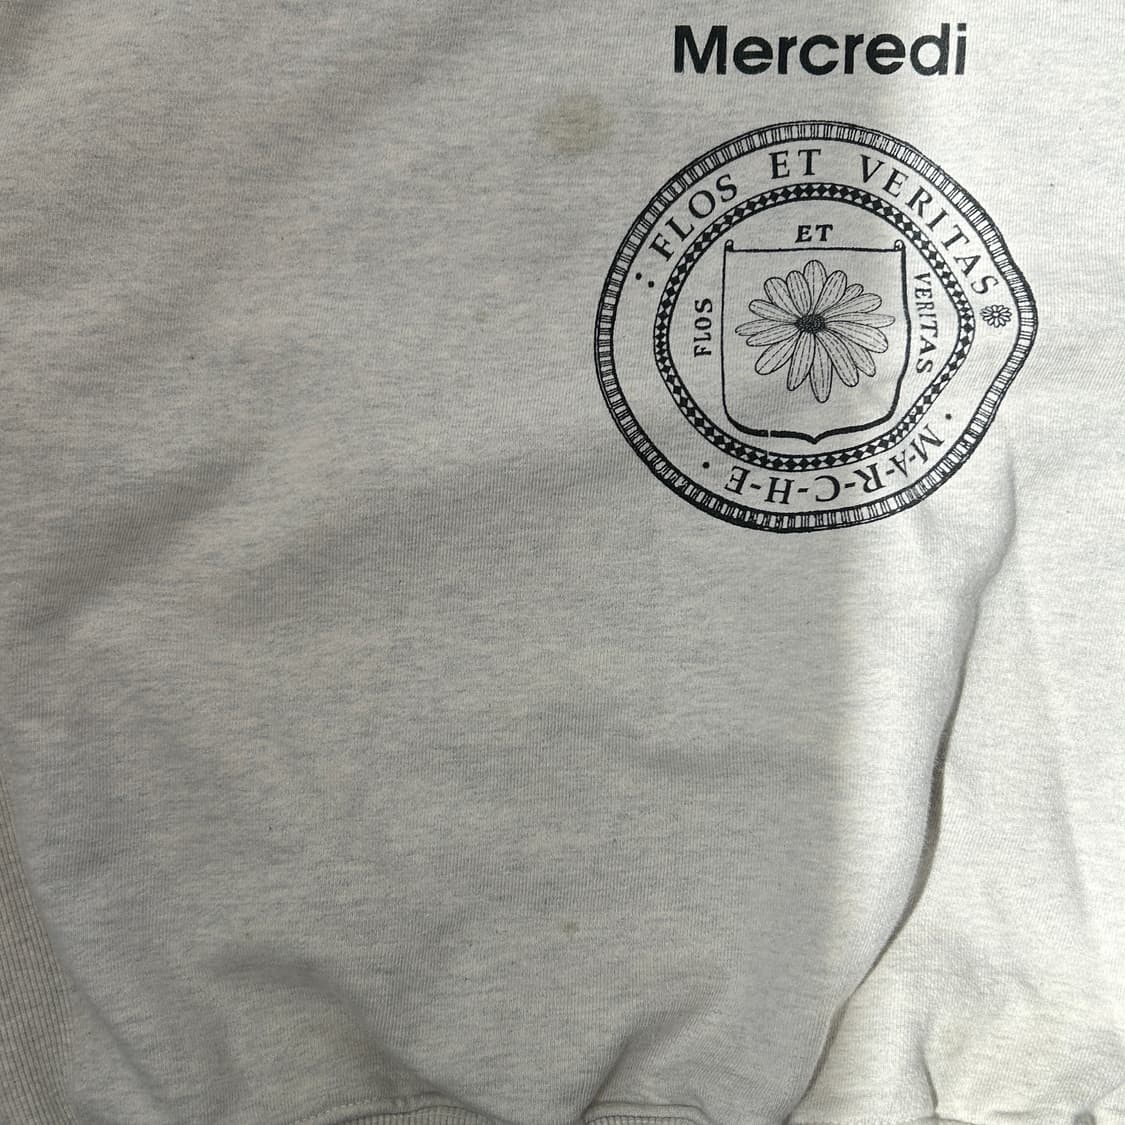 Mercredi
FLOS ET VERITAS
ET
FLOS
VERITAS
M-A-R-C-H-E